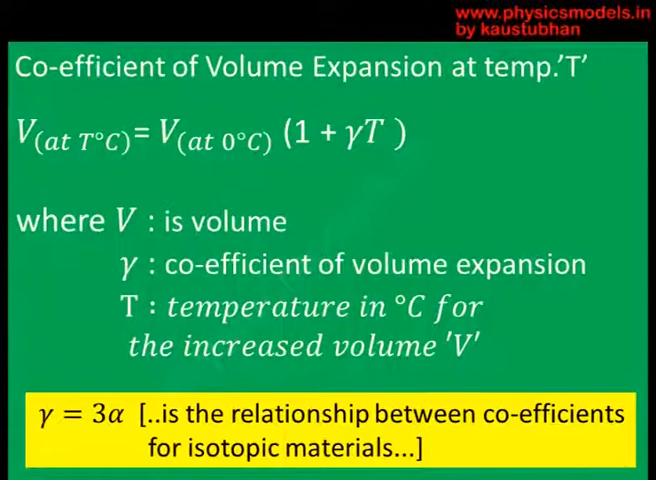 www.physicsmodels.in
by kaustubhan
Co-efficient of Volume Expansion at temp.'T'
V(at T°C)= V(at 0°C) (1 + γT )
where V : is volume
γ : co-efficient of volume expansion
T : temperature in °C for
the increased volume 'V'
γ = 3α [..is the relationship between co-efficients
for isotopic materials...]